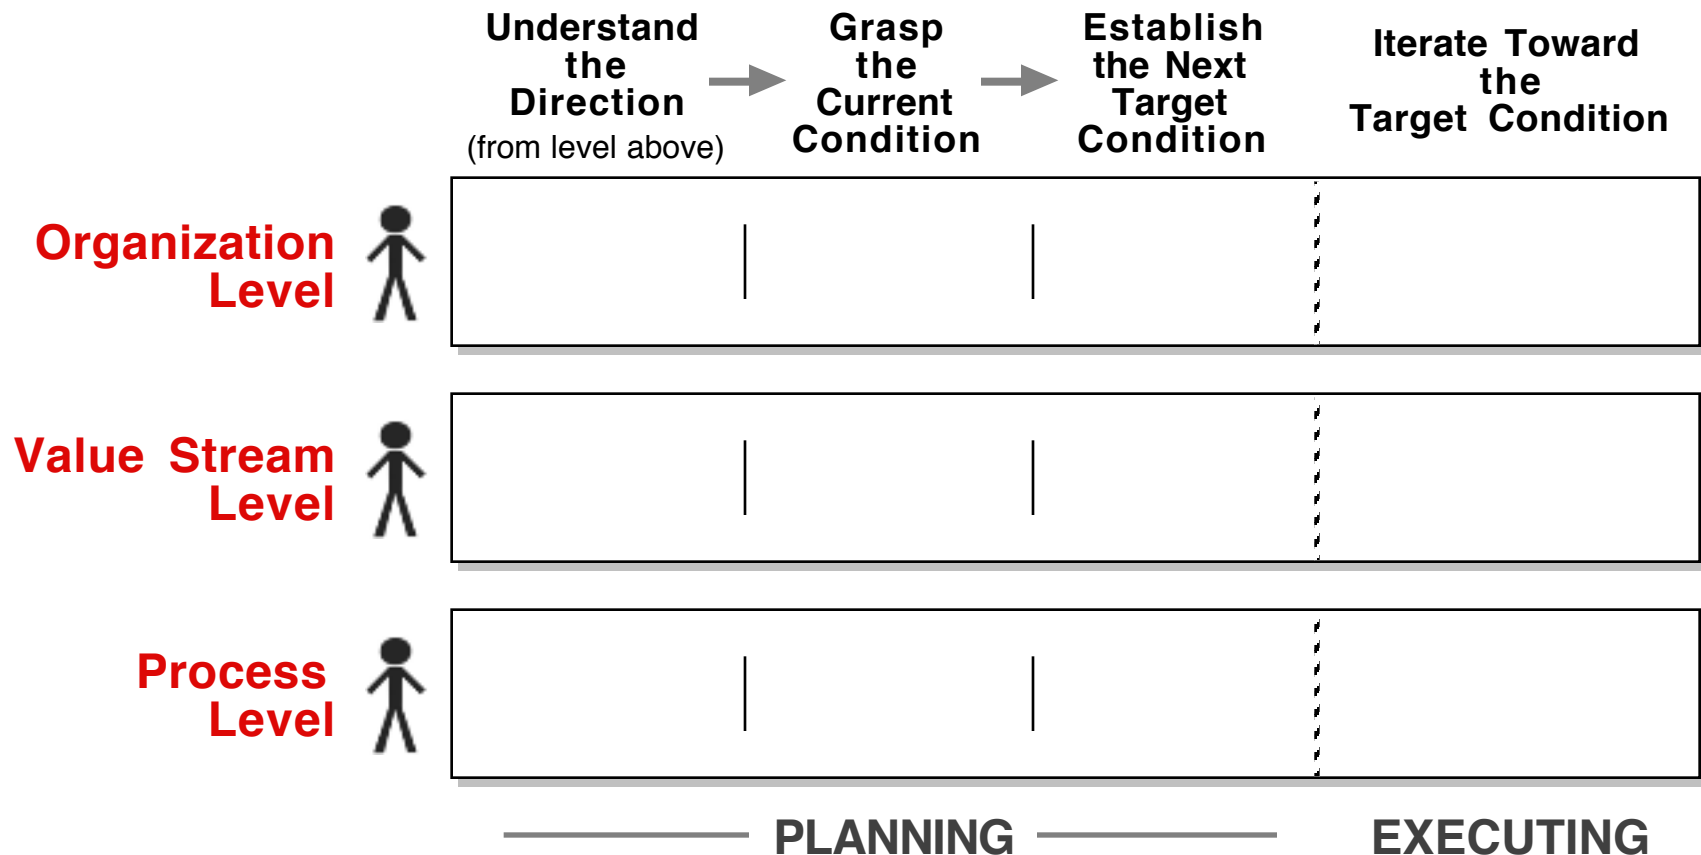 Understand
the
Direction
(from level above)
Grasp
the
Current
Condition
Establish
the Next
Target
Condition
Iterate Toward
the
Target Condition
Organization
Level
Value Stream
Level
Process
Level
PLANNING
EXECUTING